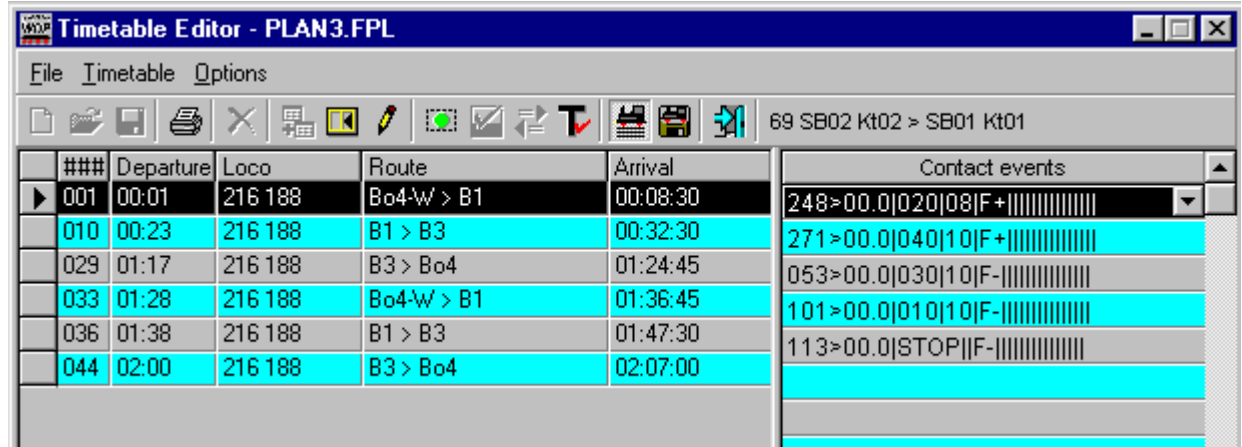 WDP Timetable Editor - PLAN3.FPL
File Timetable Options
69 SB02 Kt02 > SB01 Kt01
### Departure Loco Route Arrival Contact events
001 00:01 216 188 Bo4-W > B1 00:08:30 248>00.0|020|08|F+|||||||||||||||
010 00:23 216 188 B1 > B3 00:32:30 271>00.0|040|10|F+|||||||||||||||
029 01:17 216 188 B3 > Bo4 01:24:45 053>00.0|030|10|F-|||||||||||||||
033 01:28 216 188 Bo4-W > B1 01:36:45 101>00.0|010|10|F-|||||||||||||||
036 01:38 216 188 B1 > B3 01:47:30 113>00.0|STOP||F-|||||||||||||||
044 02:00 216 188 B3 > Bo4 02:07:00